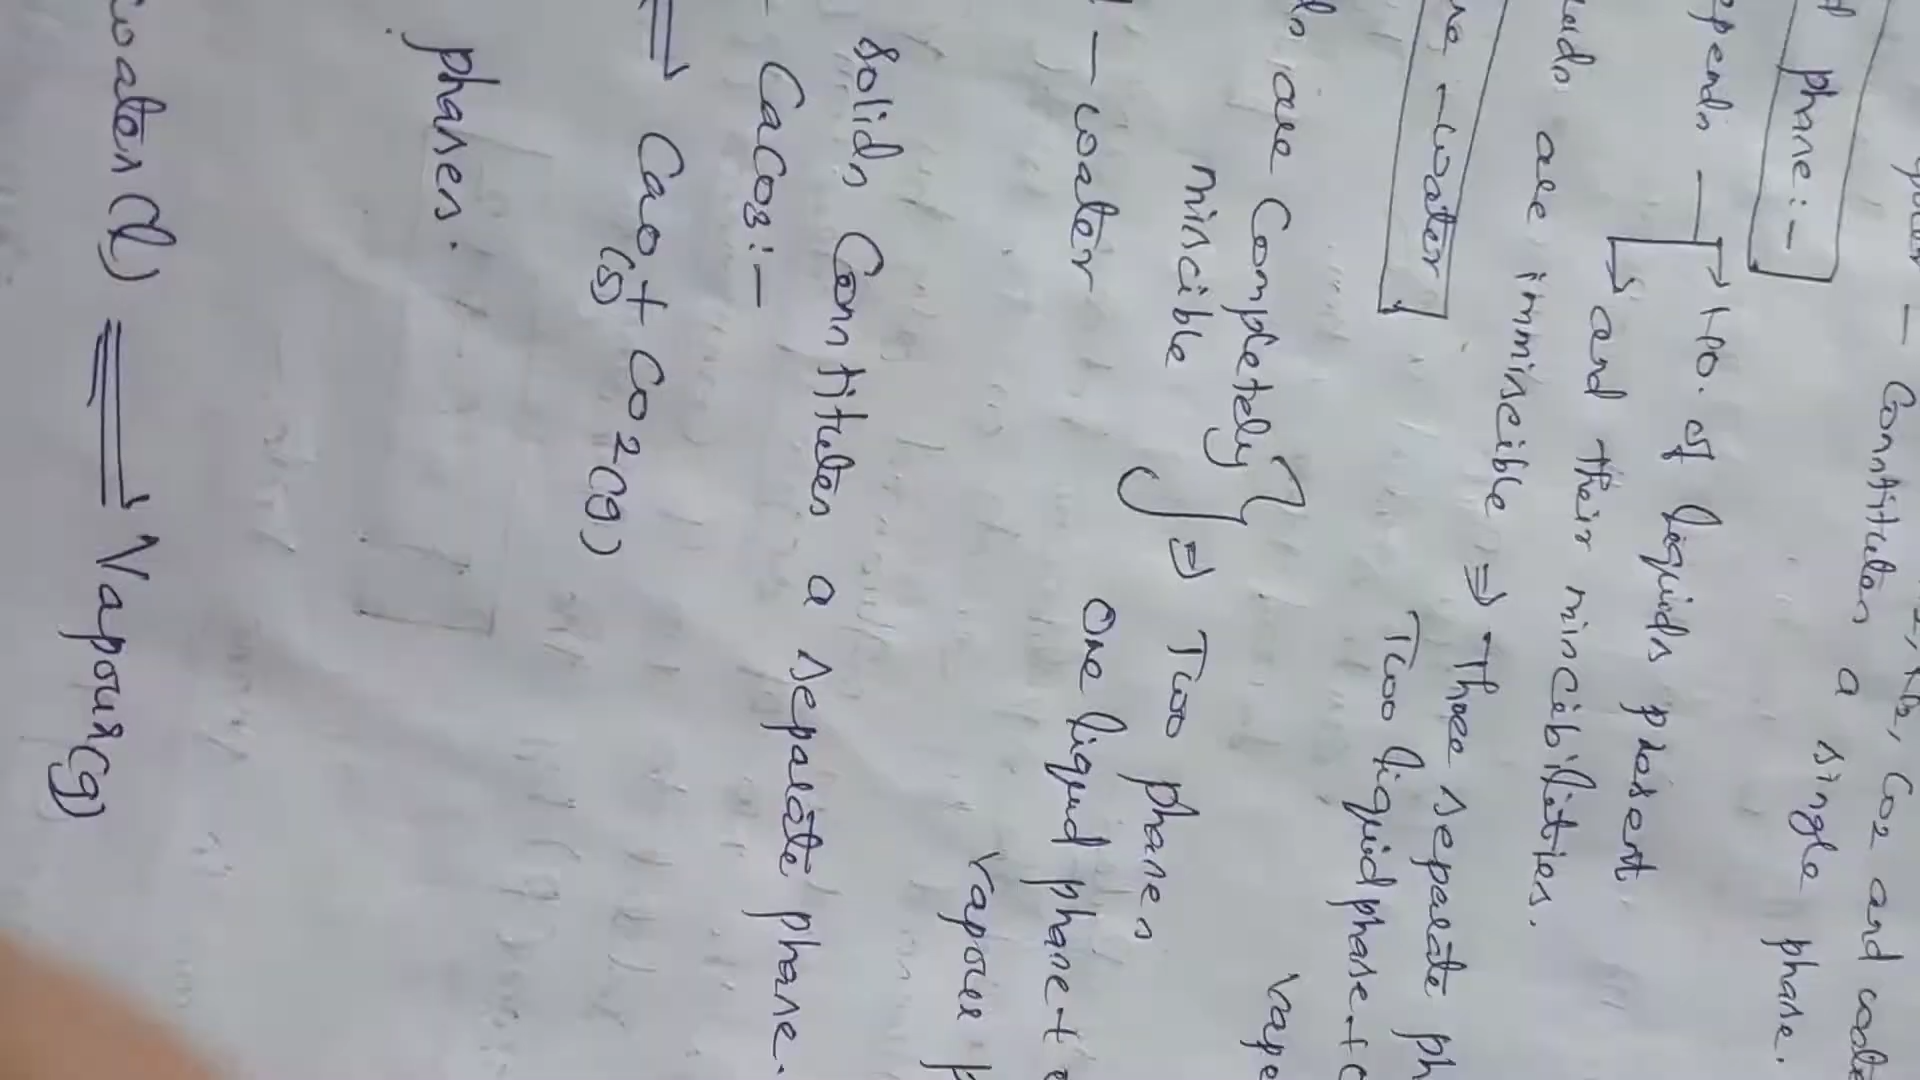 Constitutes a single phase.
phase:-
depends → No. of liquids present
and their miscibilities.
are immiscible ⇒ Three separate
-water Two liquid phase +
are Completely
miscible } ⇒ Two phases
- water One liquid phase +
vapour
Solids Constitutes a separate phase.
CaCO3:-
⇌ CaO(s) + CO2(g)
phases.
water(l) ⇌ Vapour(g)